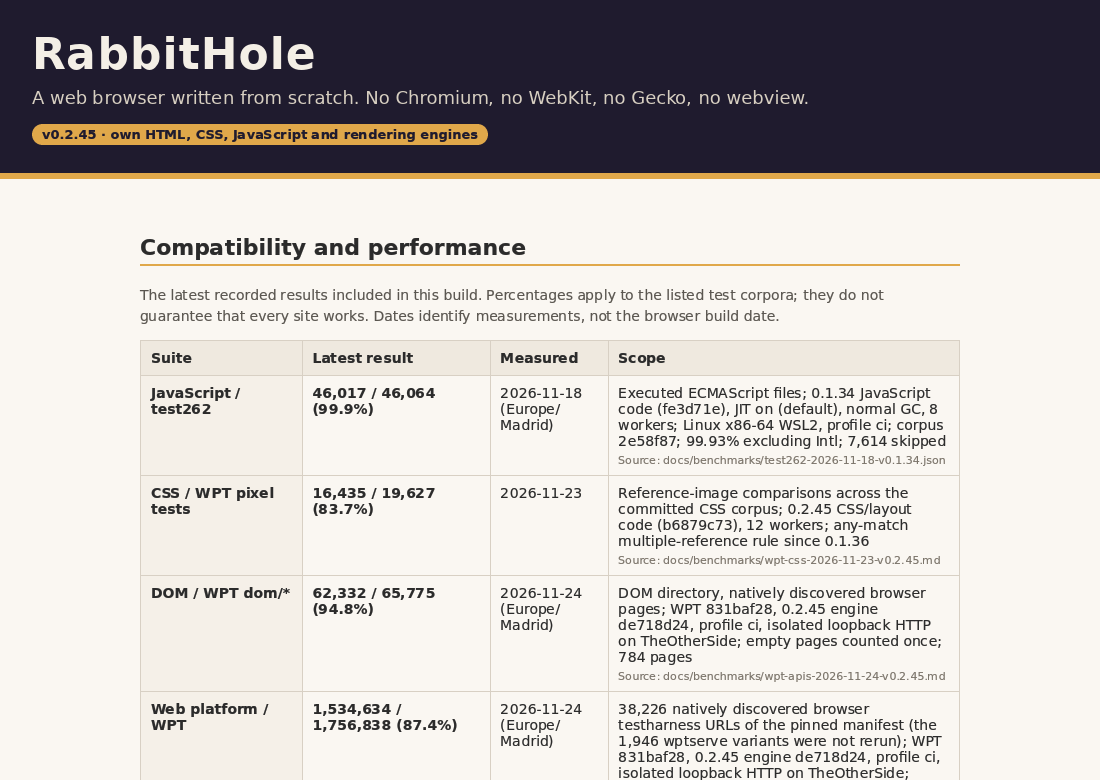 RabbitHole
A web browser written from scratch. No Chromium, no WebKit, no Gecko, no webview.
v0.2.45 · own HTML, CSS, JavaScript and rendering engines
Compatibility and performance
The latest recorded results included in this build. Percentages apply to the listed test corpora; they do not
guarantee that every site works. Dates identify measurements, not the browser build date.
Suite
Latest result
Measured
Scope
JavaScript /
test262
46,017 / 46,064
(99.9%)
2026-11-18
(Europe/
Madrid)
Executed ECMAScript files; 0.1.34 JavaScript
code (fe3d71e), JIT on (default), normal GC, 8
workers; Linux x86-64 WSL2, profile ci; corpus
2e58f87; 99.93% excluding Intl; 7,614 skipped
Source: docs/benchmarks/test262-2026-11-18-v0.1.34.json
CSS / WPT pixel
tests
16,435 / 19,627
(83.7%)
2026-11-23
Reference-image comparisons across the
committed CSS corpus; 0.2.45 CSS/layout
code (b6879c73), 12 workers; any-match
multiple-reference rule since 0.1.36
Source: docs/benchmarks/wpt-css-2026-11-23-v0.2.45.md
DOM / WPT dom/*
62,332 / 65,775
(94.8%)
2026-11-24
(Europe/
Madrid)
DOM directory, natively discovered browser
pages; WPT 831baf28, 0.2.45 engine
de718d24, profile ci, isolated loopback HTTP
on TheOtherSide; empty pages counted once;
784 pages
Source: docs/benchmarks/wpt-apis-2026-11-24-v0.2.45.md
Web platform /
WPT
1,534,634 /
1,756,838 (87.4%)
2026-11-24
(Europe/
Madrid)
38,226 natively discovered browser
testharness URLs of the pinned manifest (the
1,946 wptserve variants were not rerun); WPT
831baf28, 0.2.45 engine de718d24, profile ci,
isolated loopback HTTP on TheOtherSide;